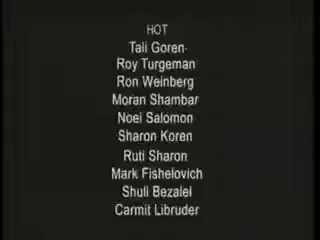 HOT
Tali Goren
Roy Turgeman
Ron Weinberg
Moran Shambar
Noei Salomon
Sharon Koren
Ruti Sharon
Mark Fishelovich
Shuli Bezalel
Carmit Libruder